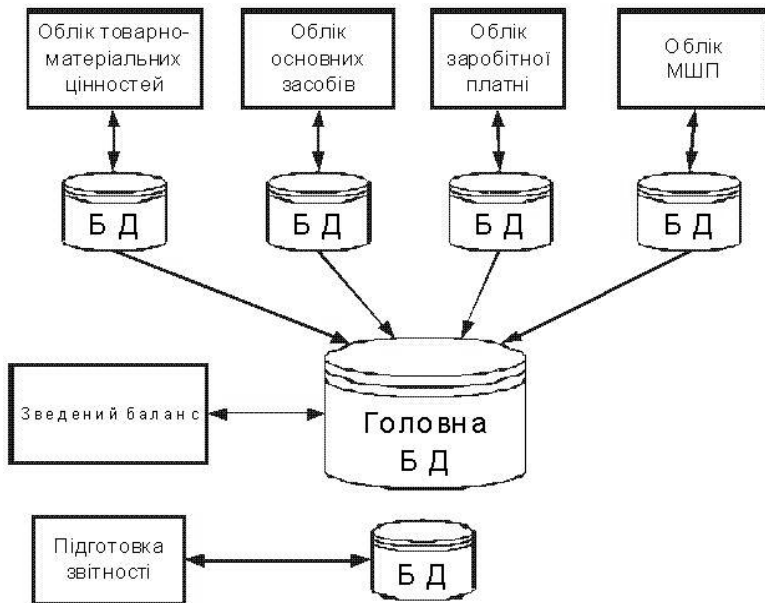 Облік товарно-
матеріальних
цінностей
Облік
основних
засобів
Облік
заробітної
платні
Облік
МШП
Б Д
Б Д
Б Д
Б Д
Зведений баланс
Головна
Б Д
Підготовка
звітності
Б Д